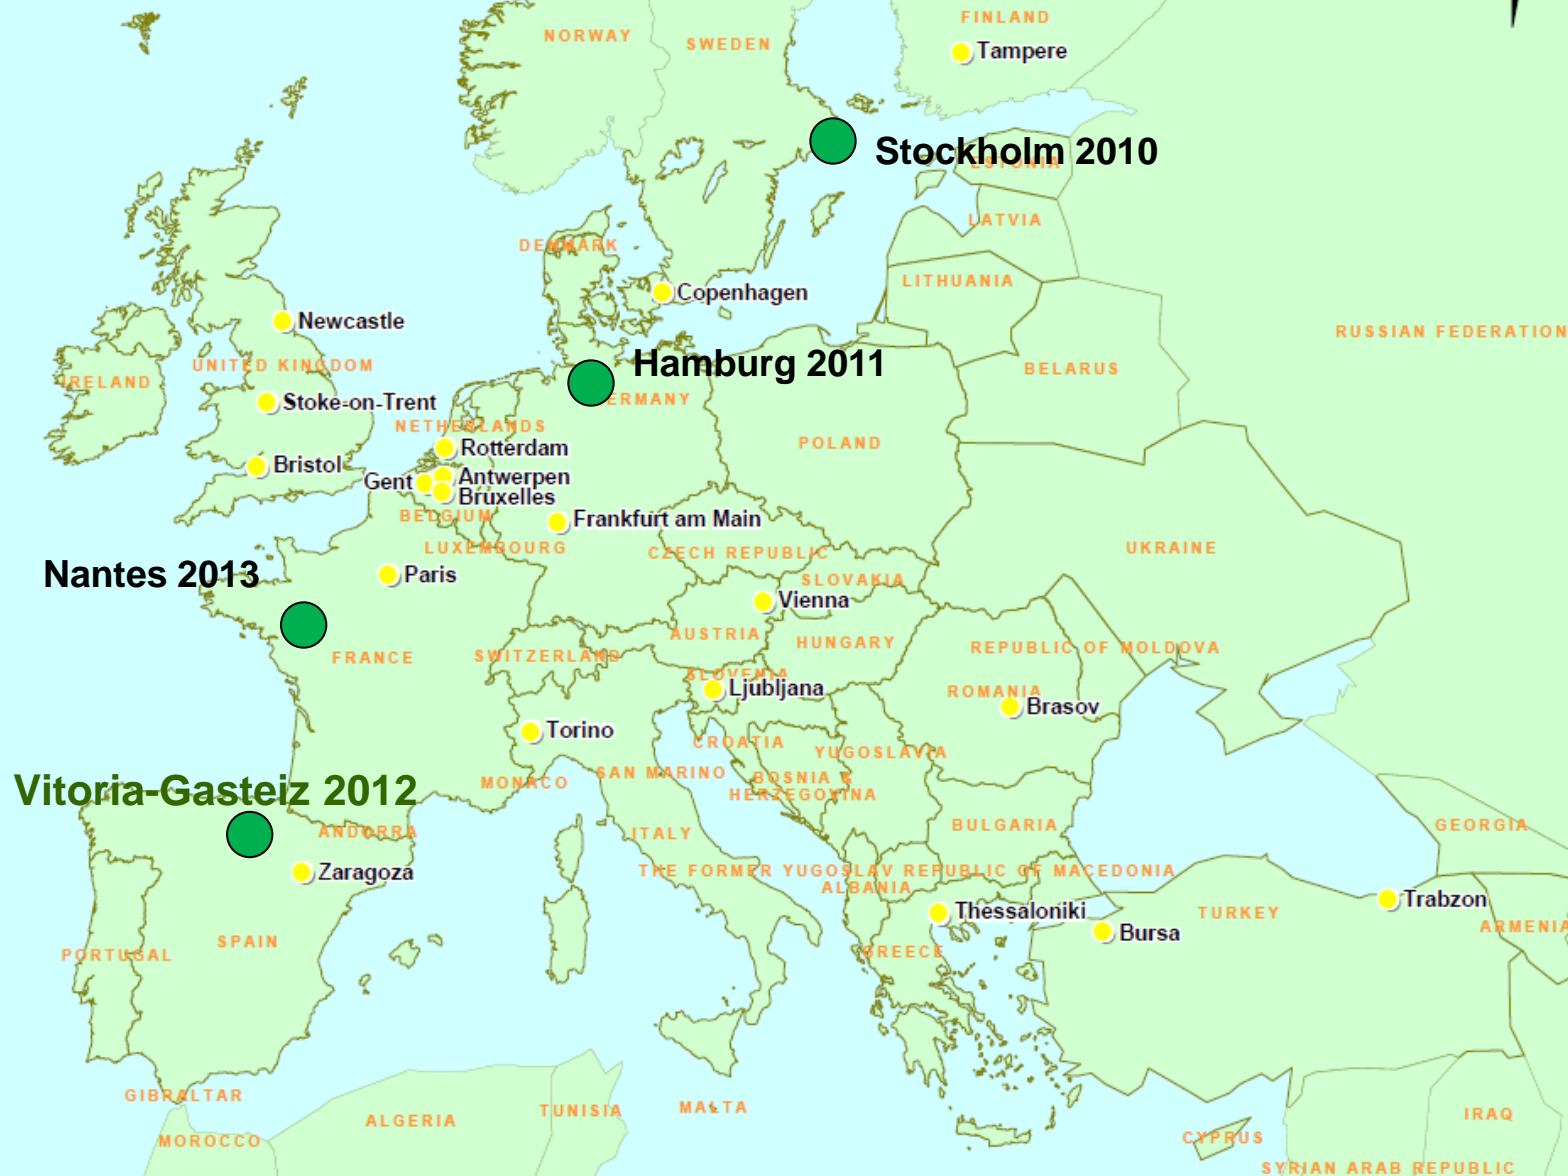 FINLAND
NORWAY
SWEDEN
Tampere
Stockholm 2010
ESTONIA
LATVIA
DENMARK
LITHUANIA
Copenhagen
Newcastle
RUSSIAN FEDERATION
UNITED KINGDOM
Hamburg 2011
BELARUS
IRELAND
Stoke-on-Trent
ERMANY
NETHERLANDS
POLAND
Rotterdam
Bristol
Gent
Antwerpen
Bruxelles
BELGIUM
Frankfurt am Main
LUXEMBOURG
CZECH REPUBLIC
UKRAINE
Nantes 2013
Paris
SLOVAKIA
Vienna
AUSTRIA
HUNGARY
REPUBLIC OF MOLDOVA
FRANCE
SWITZERLAND
SLOVENIA
Ljubljana
ROMANIA
Brasov
Torino
CROATIA
YUGOSLAVIA
SAN MARINO
MONACO
BOSNIA &
HERZEGOVINA
Vitoria-Gasteiz 2012
ANDORRA
ITALY
BULGARIA
GEORGIA
Zaragoza
THE FORMER YUGOSLAV REPUBLIC OF MACEDONIA
ALBANIA
Trabzon
Thessaloniki
TURKEY
Bursa
ARMENIA
SPAIN
PORTUGAL
GREECE
GIBRALTAR
ALGERIA
TUNISIA
MALTA
IRAQ
MOROCCO
CYPRUS
SYRIAN ARAB REPUBLIC